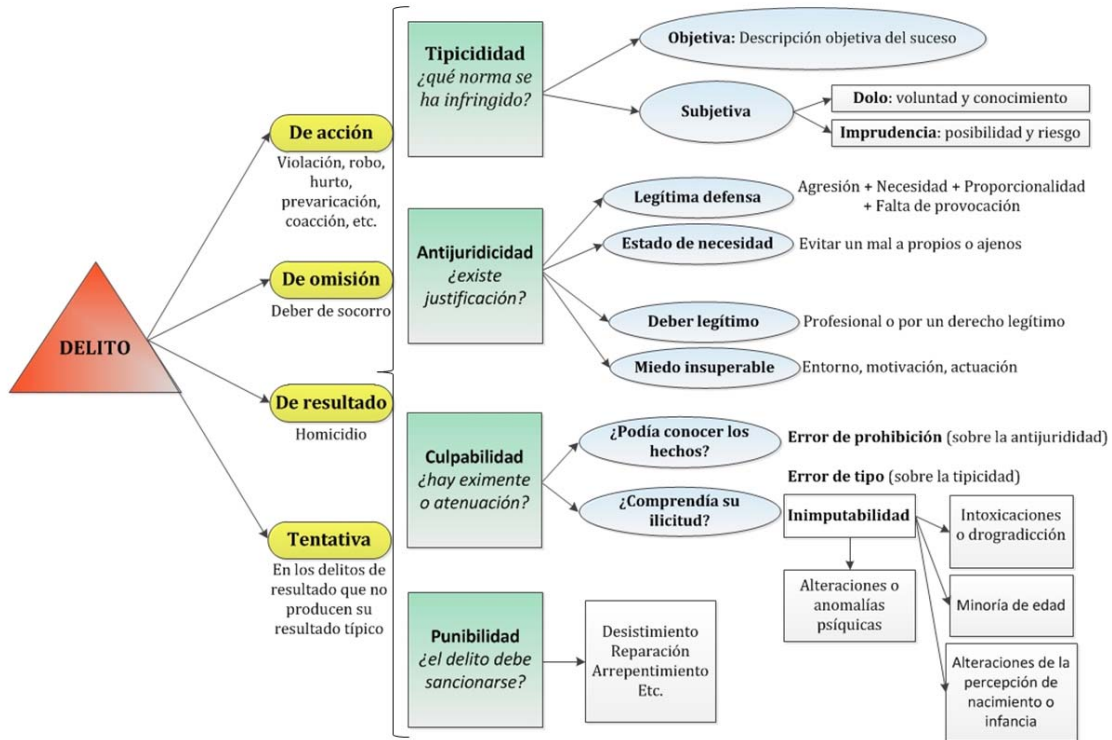 DELITO
De acción
Violación, robo,
hurto,
prevaricación,
coacción, etc.
De omisión
Deber de socorro
De resultado
Homicidio
Tentativa
En los delitos de
resultado que no
producen su
resultado típico
Tipicididad
¿qué norma se
ha infringido?
Objetiva: Descripción objetiva del suceso
Subjetiva
Dolo: voluntad y conocimiento
Imprudencia: posibilidad y riesgo
Antijuridicidad
¿existe
justificación?
Legítima defensa
Agresión + Necesidad + Proporcionalidad
+ Falta de provocación
Estado de necesidad
Evitar un mal a propios o ajenos
Deber legítimo
Profesional o por un derecho legítimo
Miedo insuperable
Entorno, motivación, actuación
Culpabilidad
¿hay eximente
o atenuación?
¿Podía conocer los
hechos?
Error de prohibición (sobre la antijurididad)
Error de tipo (sobre la tipicidad)
¿Comprendía su
ilicitud?
Inimputabilidad
Intoxicaciones
o drogradicción
Alteraciones o
anomalías
psíquicas
Minoría de edad
Alteraciones de la
percepción de
nacimiento o
infancia
Punibilidad
¿el delito debe
sancionarse?
Desistimiento
Reparación
Arrepentimiento
Etc.